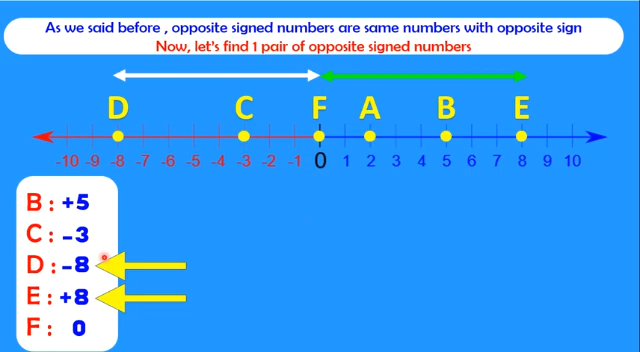 As we said before , opposite signed numbers are same numbers with opposite sign
Now, let's find 1 pair of opposite signed numbers
D C F A B E
-10 -9 -8 -7 -6 -5 -4 -3 -2 -1 0 1 2 3 4 5 6 7 8 9 10
B : +5
C : -3
D : -8
E : +8
F : 0